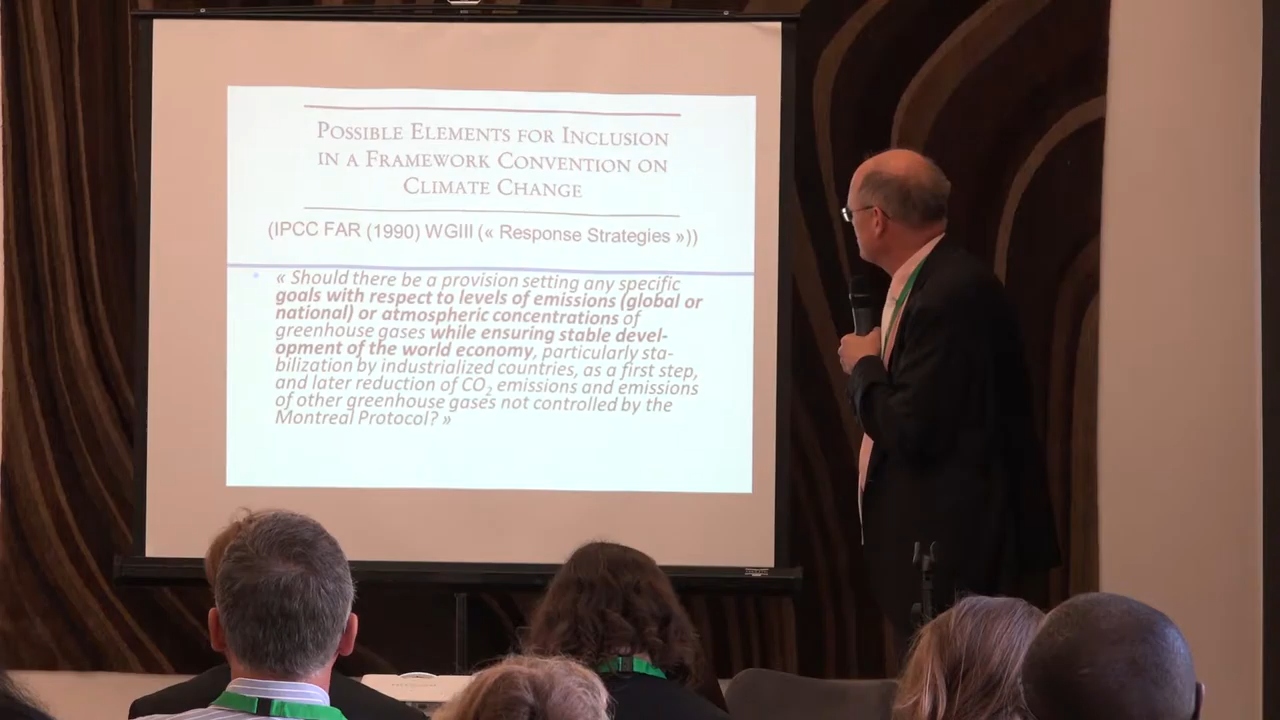 POSSIBLE ELEMENTS FOR INCLUSION
IN A FRAMEWORK CONVENTION ON
CLIMATE CHANGE
(IPCC FAR (1990) WGIII (« Response Strategies »))
• « Should there be a provision setting any specific
goals with respect to levels of emissions (global or
national) or atmospheric concentrations of
greenhouse gases while ensuring stable devel-
opment of the world economy, particularly sta-
bilization by industrialized countries, as a first step,
and later reduction of CO₂ emissions and emissions
of other greenhouse gases not controlled by the
Montreal Protocol? »